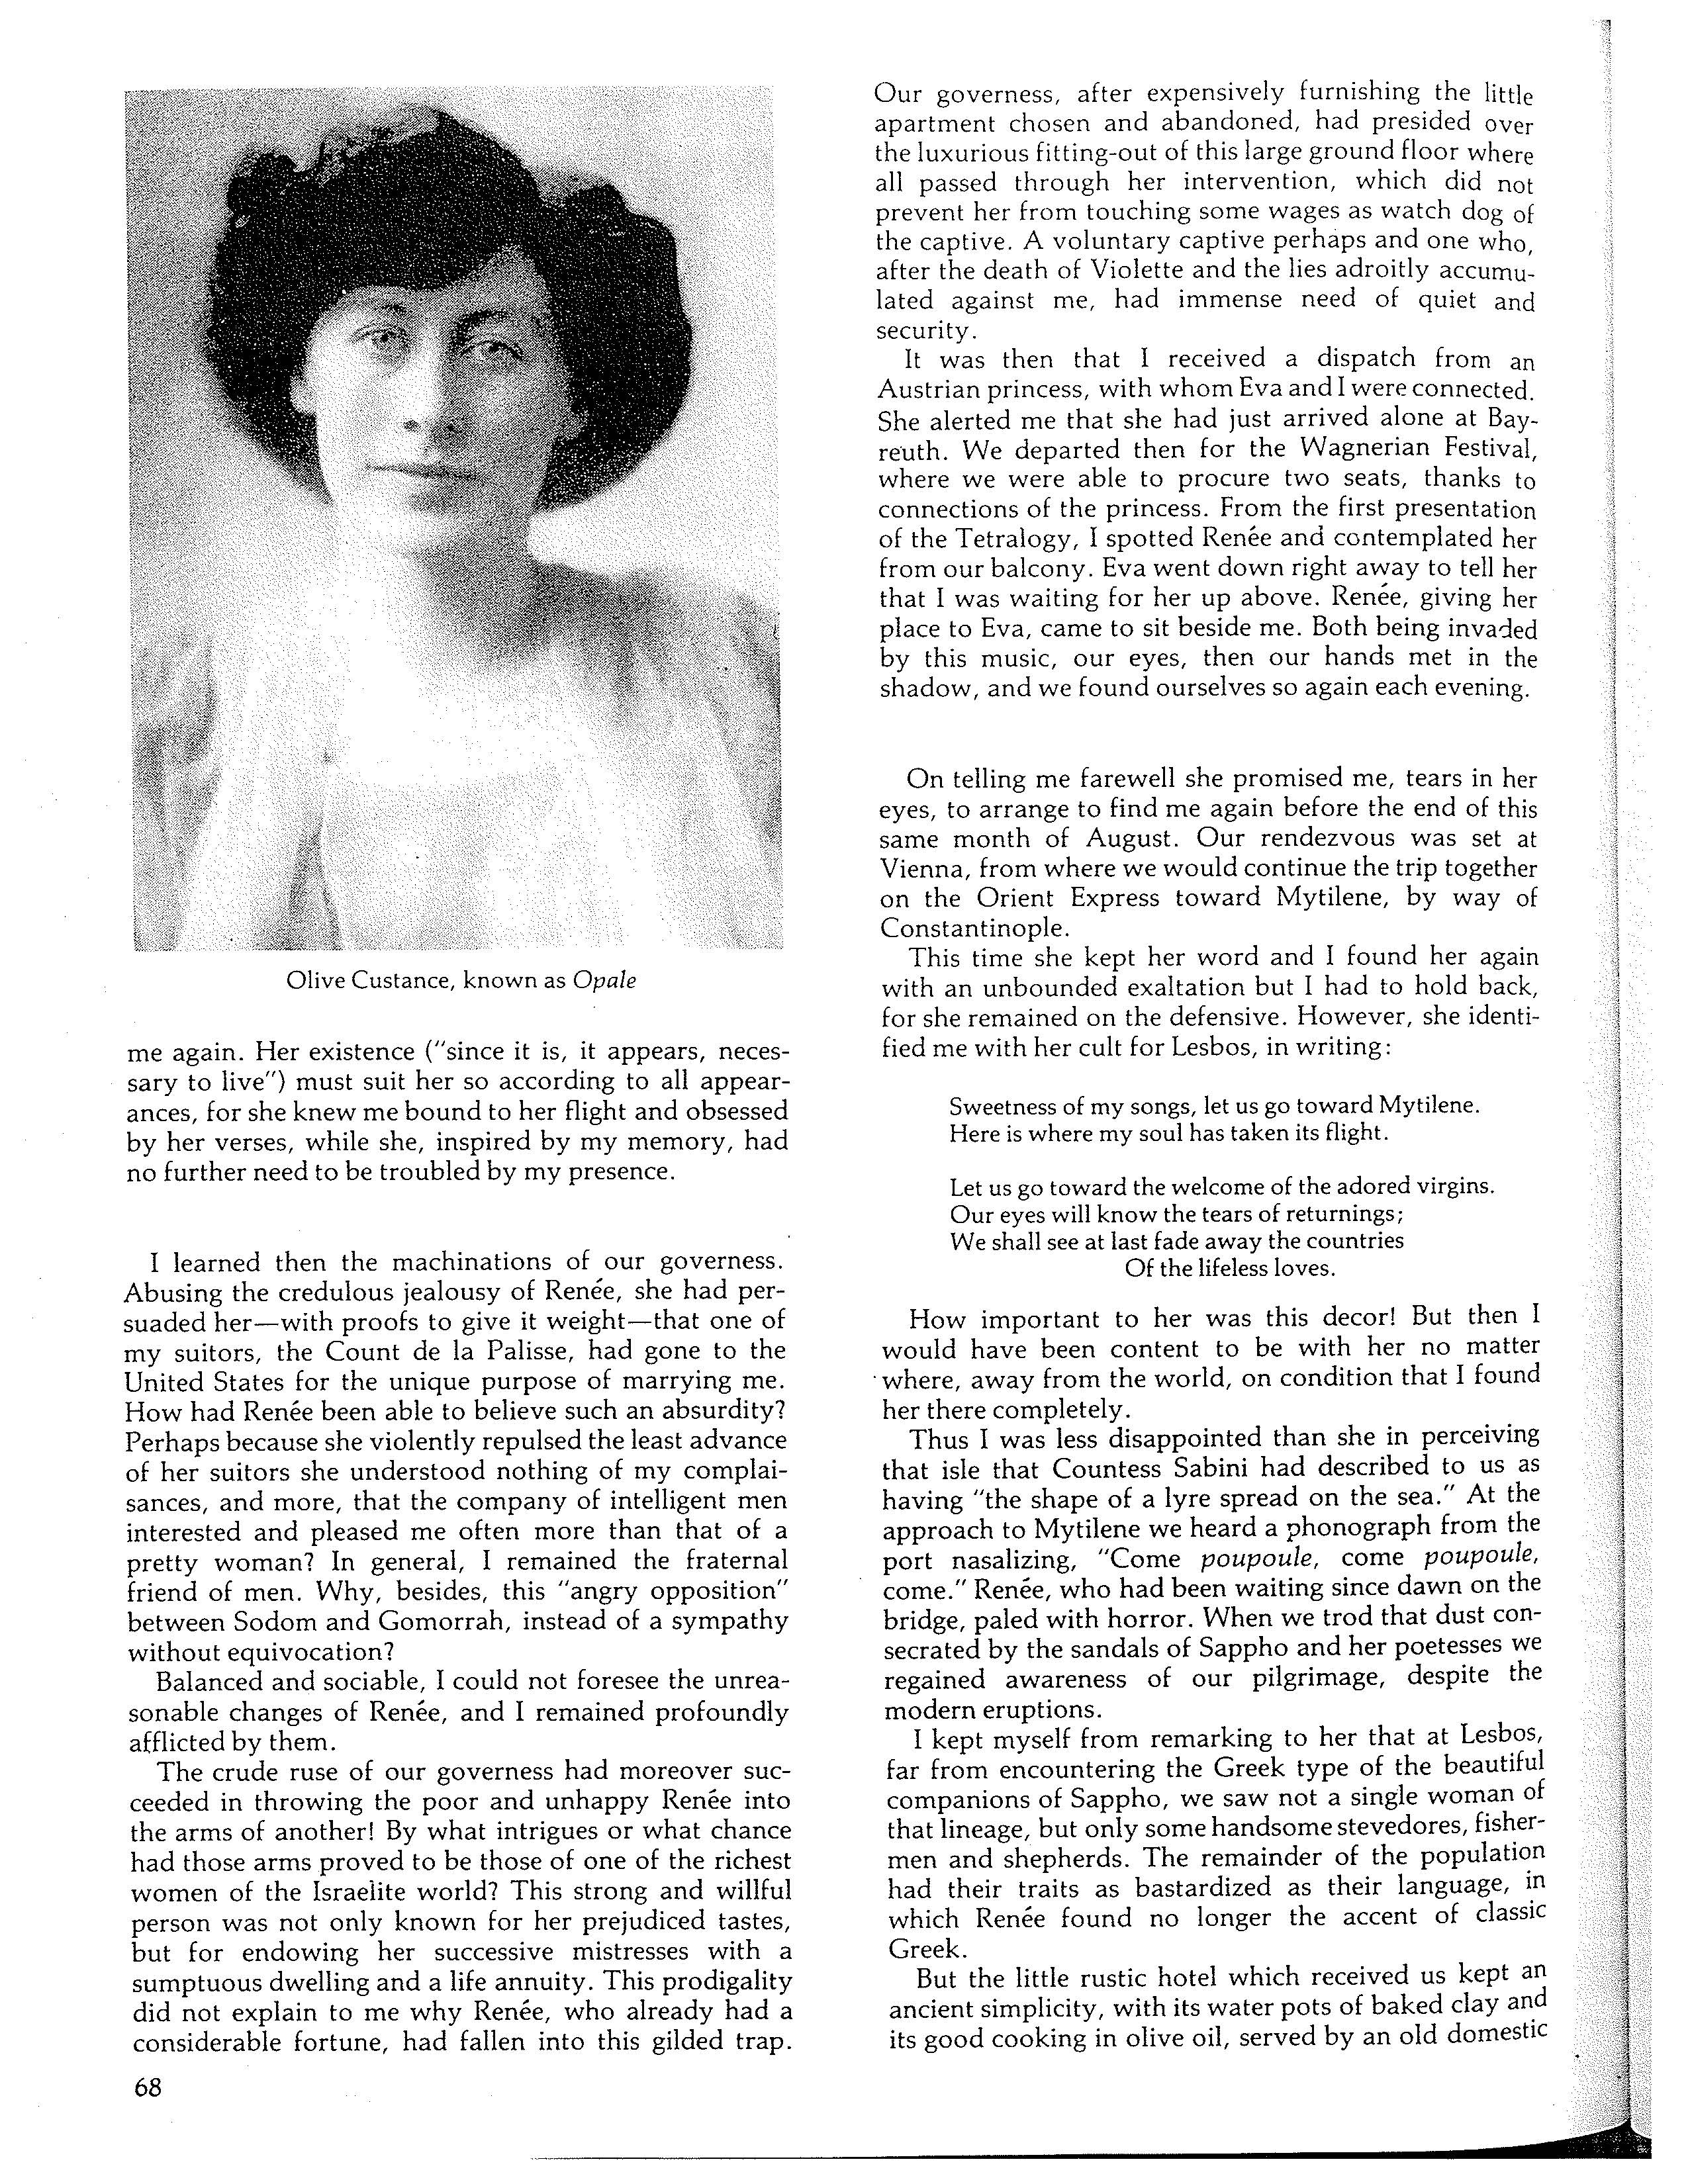 Olive Custance, known as Opale
me again. Her existence ("since it is, it appears, neces-
sary to live") must suit her so according to all appear-
ances, for she knew me bound to her flight and obsessed
by her verses, while she, inspired by my memory, had
no further need to be troubled by my presence.
I learned then the machinations of our governess.
Abusing the credulous jealousy of Renée, she had per-
suaded her—with proofs to give it weight—that one of
my suitors, the Count de la Palisse, had gone to the
United States for the unique purpose of marrying me.
How had Renée been able to believe such an absurdity?
Perhaps because she violently repulsed the least advance
of her suitors she understood nothing of my complai-
sances, and more, that the company of intelligent men
interested and pleased me often more than that of a
pretty woman? In general, I remained the fraternal
friend of men. Why, besides, this "angry opposition"
between Sodom and Gomorrah, instead of a sympathy
without equivocation?
Balanced and sociable, I could not foresee the unrea-
sonable changes of Renée, and I remained profoundly
afflicted by them.
The crude ruse of our governess had moreover suc-
ceeded in throwing the poor and unhappy Renée into
the arms of another! By what intrigues or what chance
had those arms proved to be those of one of the richest
women of the Israelite world? This strong and willful
person was not only known for her prejudiced tastes,
but for endowing her successive mistresses with a
sumptuous dwelling and a life annuity. This prodigality
did not explain to me why Renée, who already had a
considerable fortune, had fallen into this gilded trap.
68
Our governess, after expensively furnishing the little
apartment chosen and abandoned, had presided over
the luxurious fitting-out of this large ground floor where
all passed through her intervention, which did not
prevent her from touching some wages as watch dog of
the captive. A voluntary captive perhaps and one who,
after the death of Violette and the lies adroitly accumu-
lated against me, had immense need of quiet and
security.
It was then that I received a dispatch from an
Austrian princess, with whom Eva and I were connected.
She alerted me that she had just arrived alone at Bay-
reuth. We departed then for the Wagnerian Festival,
where we were able to procure two seats, thanks to
connections of the princess. From the first presentation
of the Tetralogy, I spotted Renée and contemplated her
from our balcony. Eva went down right away to tell her
that I was waiting for her up above. Renée, giving her
place to Eva, came to sit beside me. Both being invaded
by this music, our eyes, then our hands met in the
shadow, and we found ourselves so again each evening.
On telling me farewell she promised me, tears in her
eyes, to arrange to find me again before the end of this
same month of August. Our rendezvous was set at
Vienna, from where we would continue the trip together
on the Orient Express toward Mytilene, by way of
Constantinople.
This time she kept her word and I found her again
with an unbounded exaltation but I had to hold back,
for she remained on the defensive. However, she identi-
fied me with her cult for Lesbos, in writing:
Sweetness of my songs, let us go toward Mytilene.
Here is where my soul has taken its flight.
Let us go toward the welcome of the adored virgins.
Our eyes will know the tears of returnings;
We shall see at last fade away the countries
Of the lifeless loves.
How important to her was this decor! But then I
would have been content to be with her no matter
where, away from the world, on condition that I found
her there completely.
Thus I was less disappointed than she in perceiving
that isle that Countess Sabini had described to us as
having "the shape of a lyre spread on the sea." At the
approach to Mytilene we heard a phonograph from the
port nasalizing, "Come poupoule, come poupoule,
come." Renée, who had been waiting since dawn on the
bridge, paled with horror. When we trod that dust con-
secrated by the sandals of Sappho and her poetesses we
regained awareness of our pilgrimage, despite the
modern eruptions.
I kept myself from remarking to her that at Lesbos,
far from encountering the Greek type of the beautiful
companions of Sappho, we saw not a single woman of
that lineage, but only some handsome stevedores, fisher-
men and shepherds. The remainder of the population
had their traits as bastardized as their language, in
which Renée found no longer the accent of classic
Greek.
But the little rustic hotel which received us kept an
ancient simplicity, with its water pots of baked clay and
its good cooking in olive oil, served by an old domestic